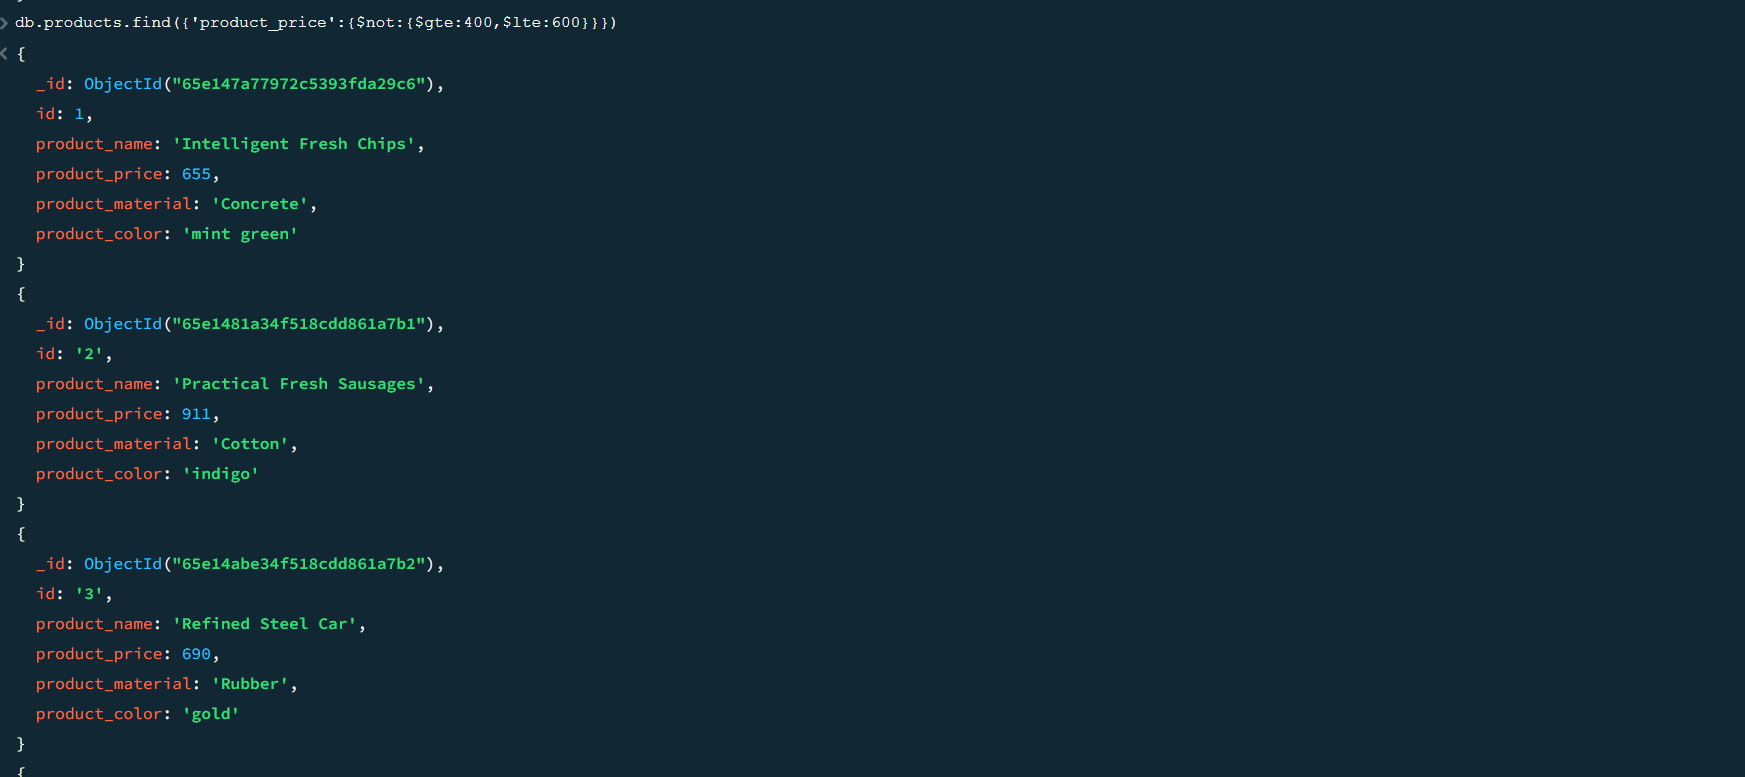 db.products.find({'product_price':{$not:{$gte:400,$lte:600}}})
{
_id: ObjectId("65e147a77972c5393fda29c6"),
id: 1,
product_name: 'Intelligent Fresh Chips',
product_price: 655,
product_material: 'Concrete',
product_color: 'mint green'
}
{
_id: ObjectId("65e1481a34f518cdd861a7b1"),
id: '2',
product_name: 'Practical Fresh Sausages',
product_price: 911,
product_material: 'Cotton',
product_color: 'indigo'
}
{
_id: ObjectId("65e14abe34f518cdd861a7b2"),
id: '3',
product_name: 'Refined Steel Car',
product_price: 690,
product_material: 'Rubber',
product_color: 'gold'
}
{